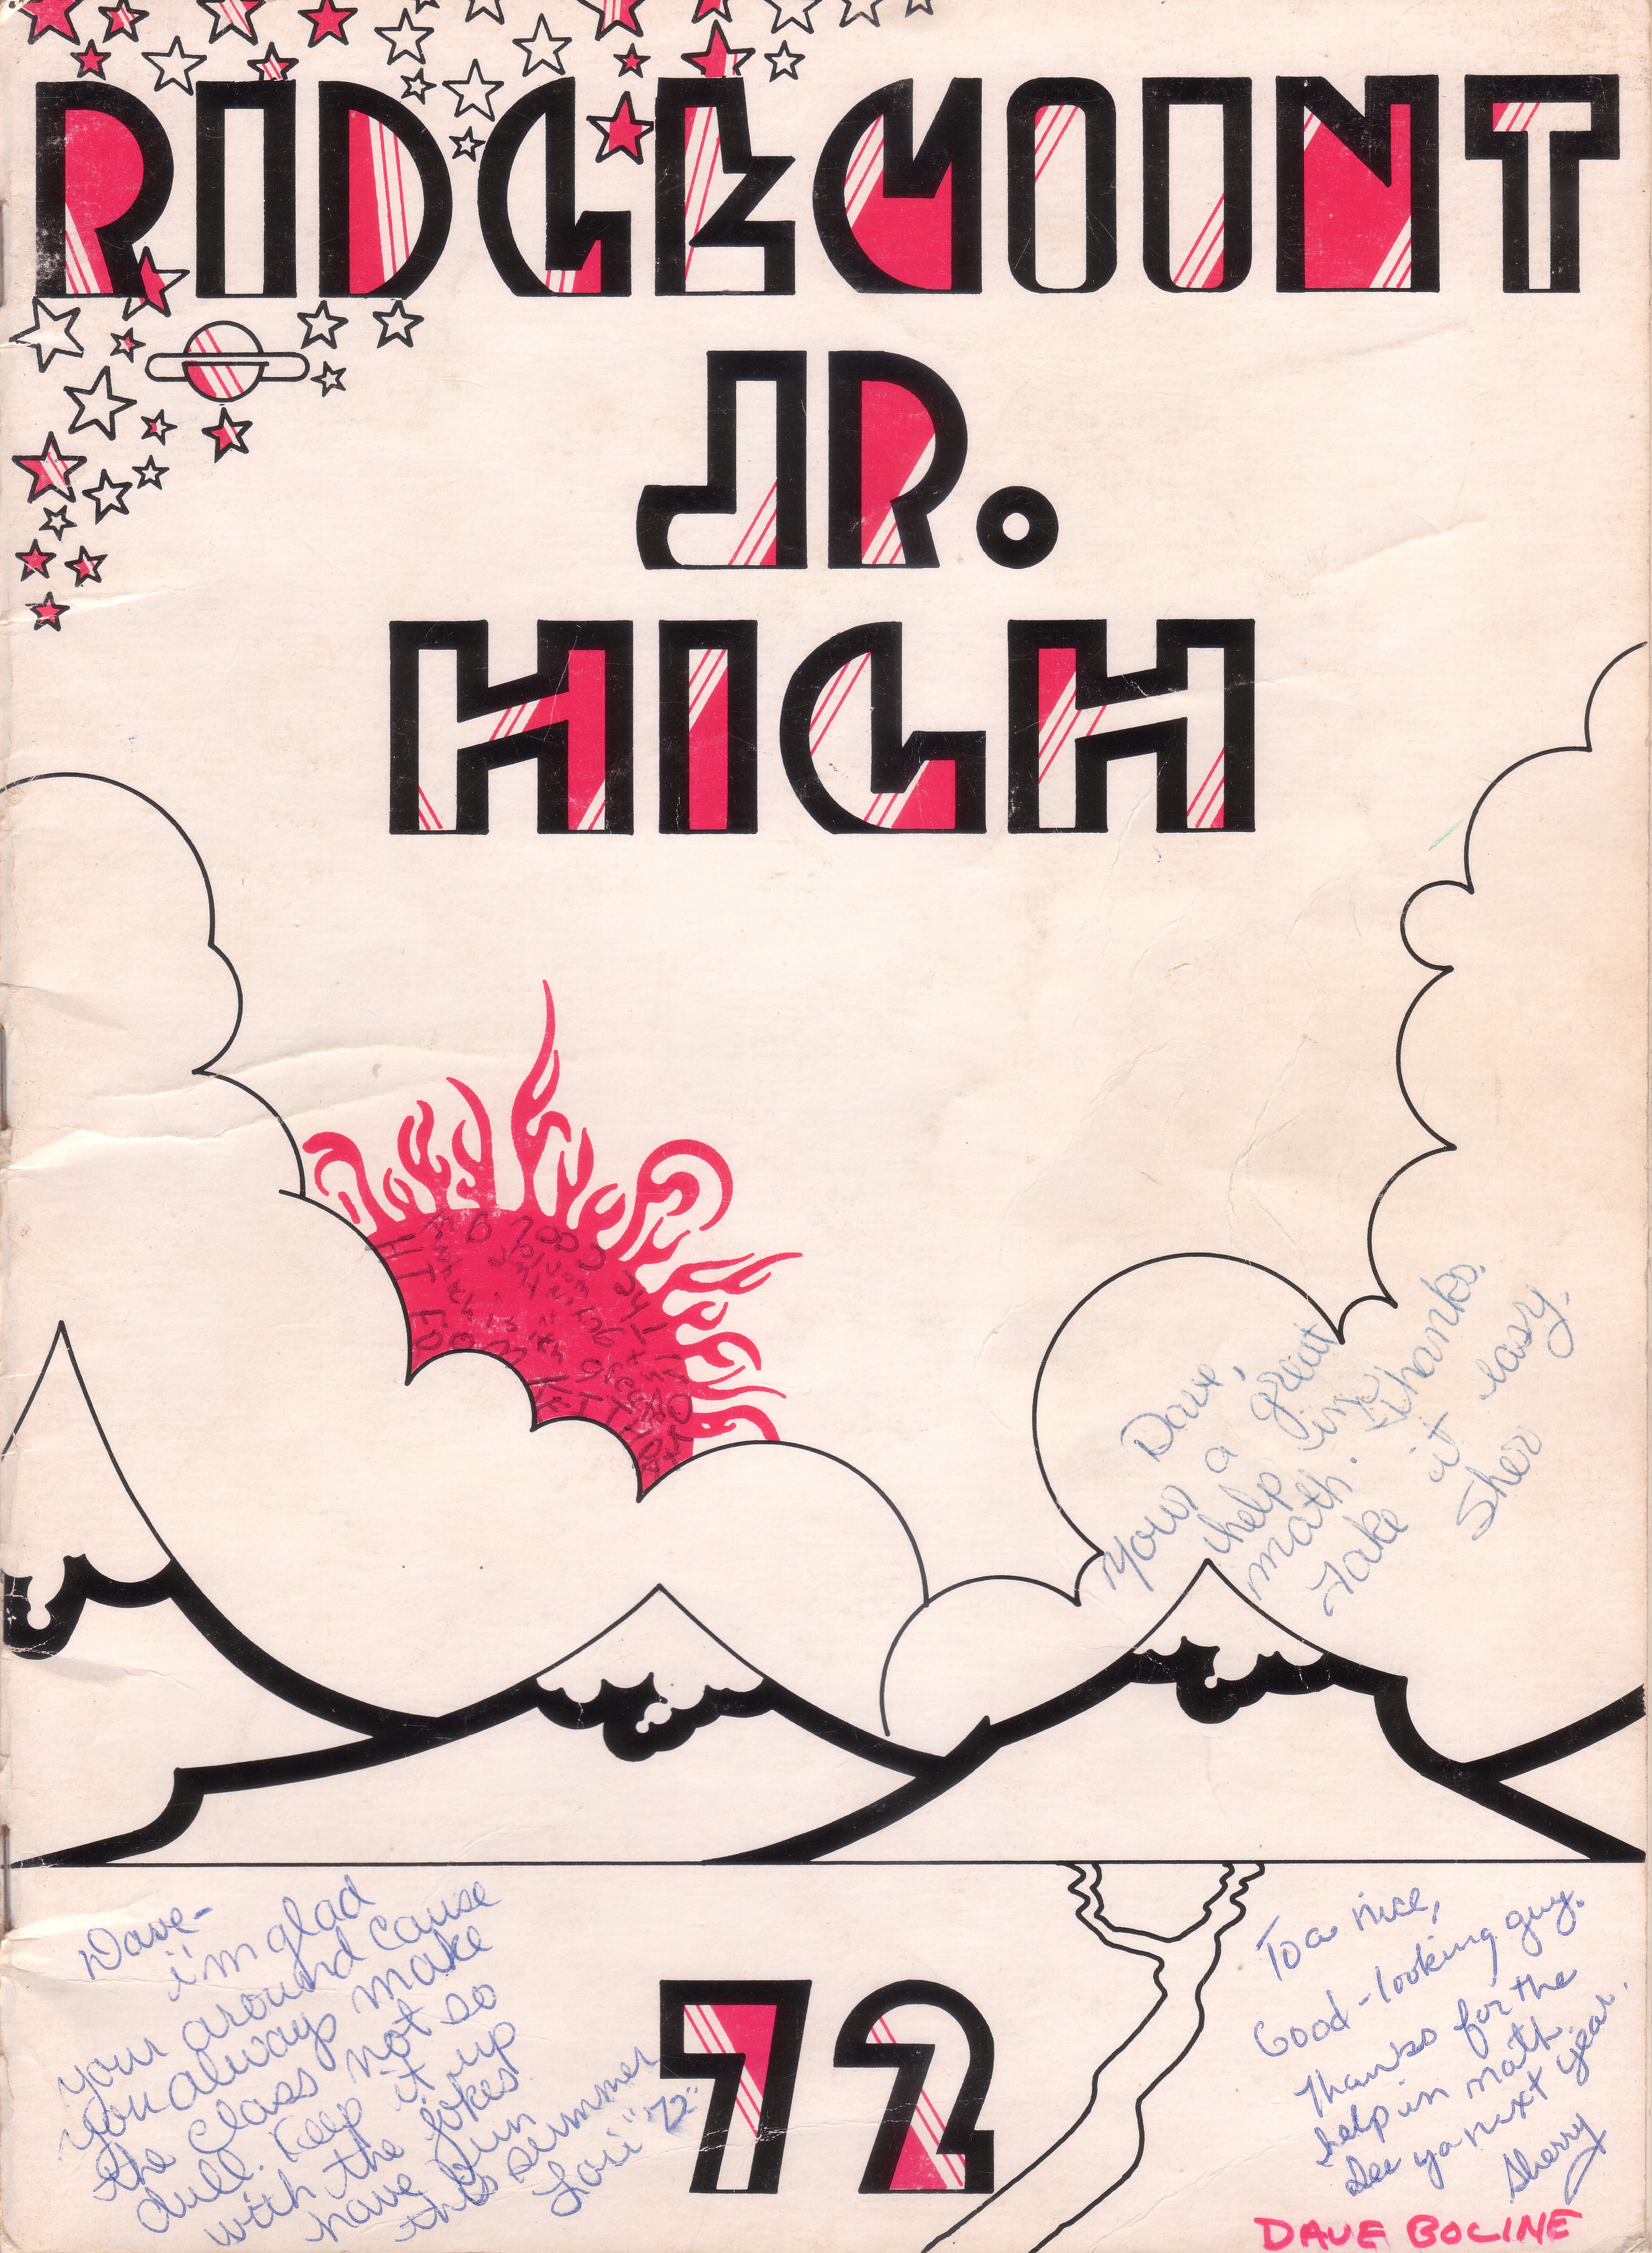 RIDGEMOUNT
JR.
HIGH
Dave,
Your a great
help in
math. Thanks.
Take it easy.
Sher
Dave-
i'm glad
your around cause
you always make
the class not so
dull. Keep it up
with the jokes
have fun
this summer
Lori "72"
72
To a nice,
Good-looking guy.
Thanks for the
help in math.
See ya next year.
Sherry
DAVE BOLINE